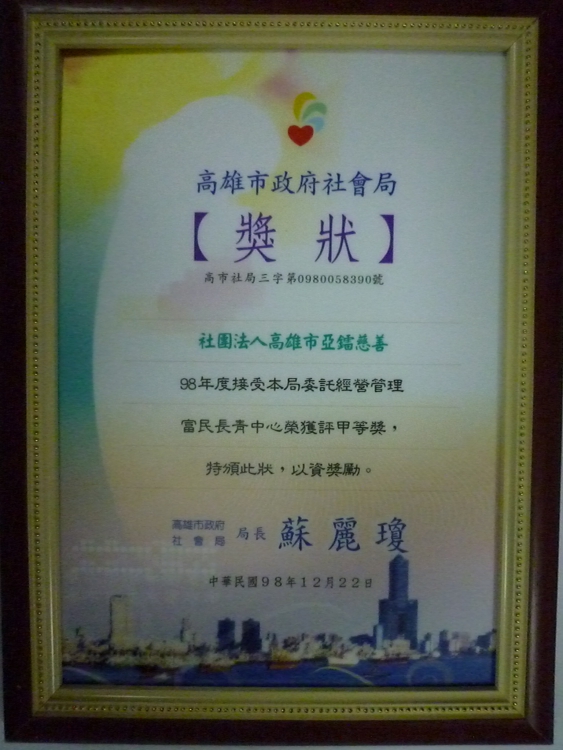 高雄市政府社會局
【獎狀】
高市社局三字第0980058390號
社團法人高雄市亞鐳慈善
98年度接受本局委託經營管理
富民長青中心榮獲評甲等獎，
特頒此狀，以資獎勵。
高雄市政府
社會局
局長 蘇麗瓊
中華民國98年12月22日